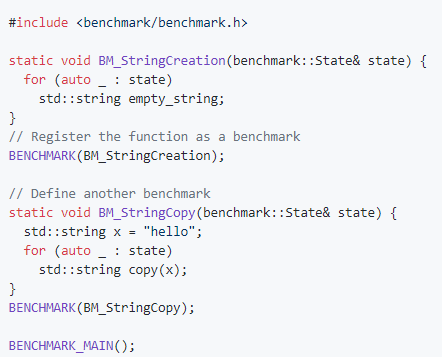 #include <benchmark/benchmark.h>

static void BM_StringCreation(benchmark::State& state) {
  for (auto _ : state)
    std::string empty_string;
}
// Register the function as a benchmark
BENCHMARK(BM_StringCreation);

// Define another benchmark
static void BM_StringCopy(benchmark::State& state) {
  std::string x = "hello";
  for (auto _ : state)
    std::string copy(x);
}
BENCHMARK(BM_StringCopy);

BENCHMARK_MAIN();